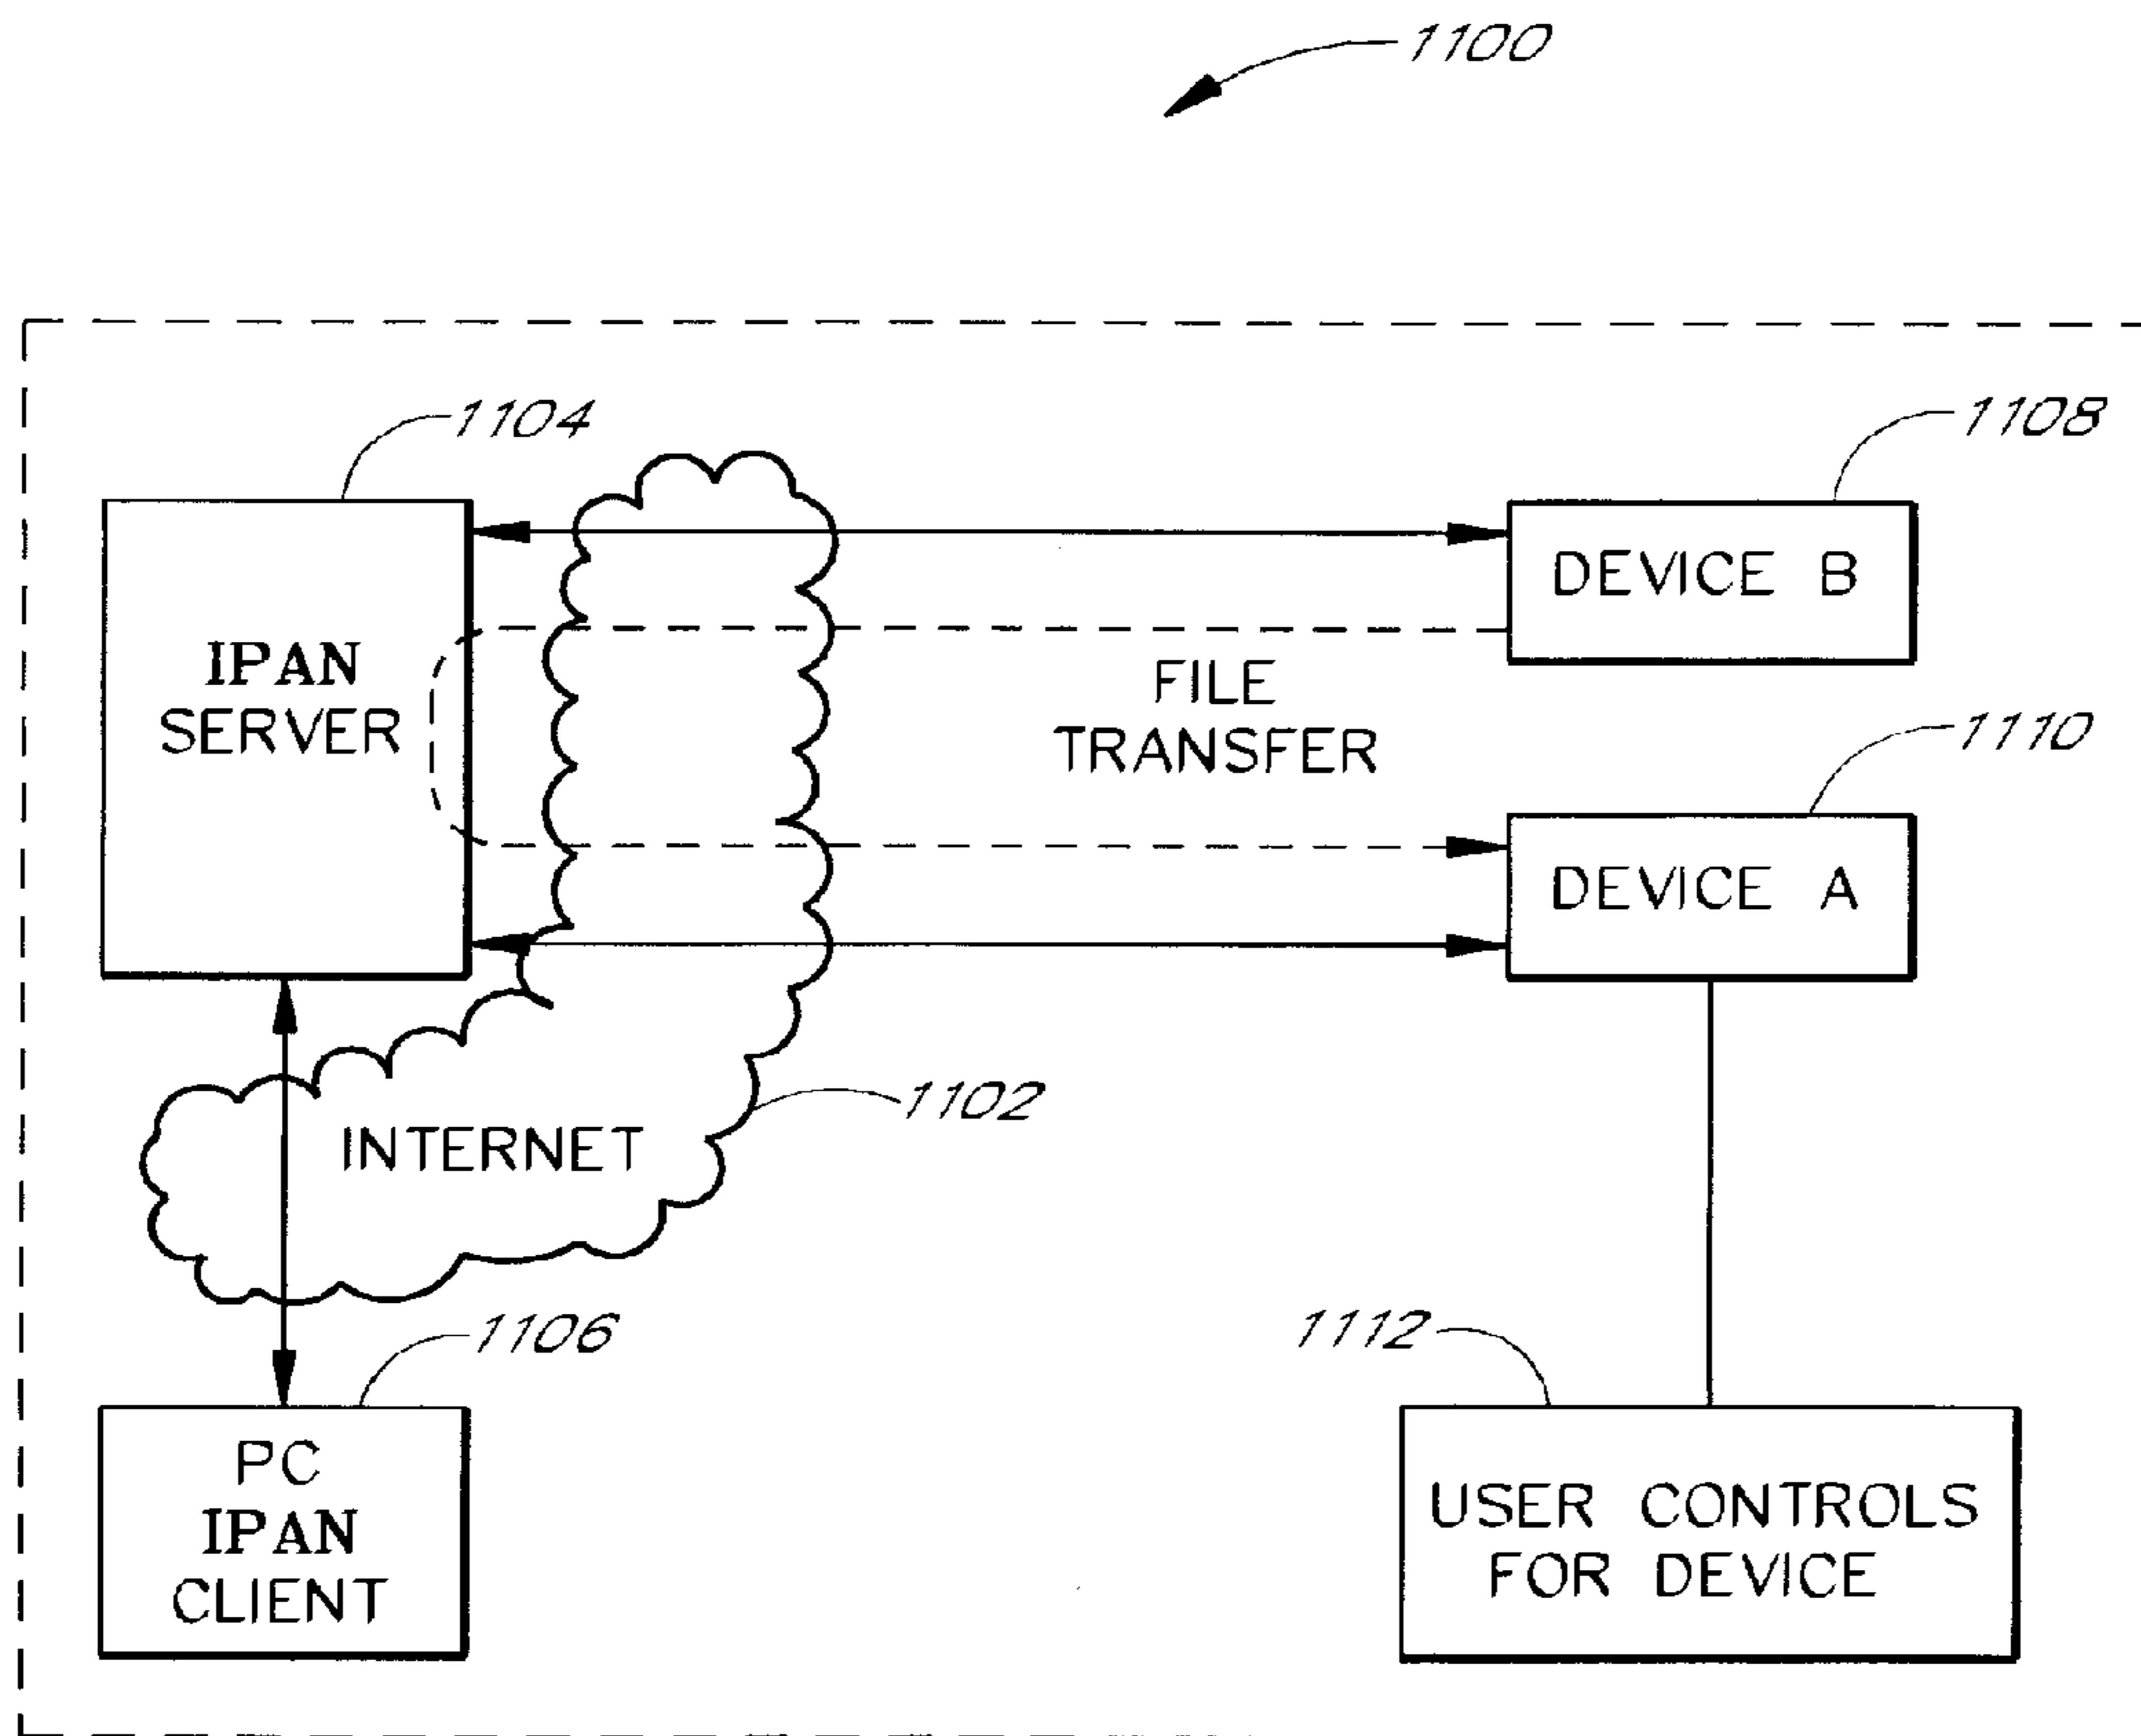 1100
1104
1108
DEVICE B
IPAN
SERVER
FILE
TRANSFER
1110
DEVICE A
1102
INTERNET
1106
1112
PC
IPAN
CLIENT
USER CONTROLS
FOR DEVICE